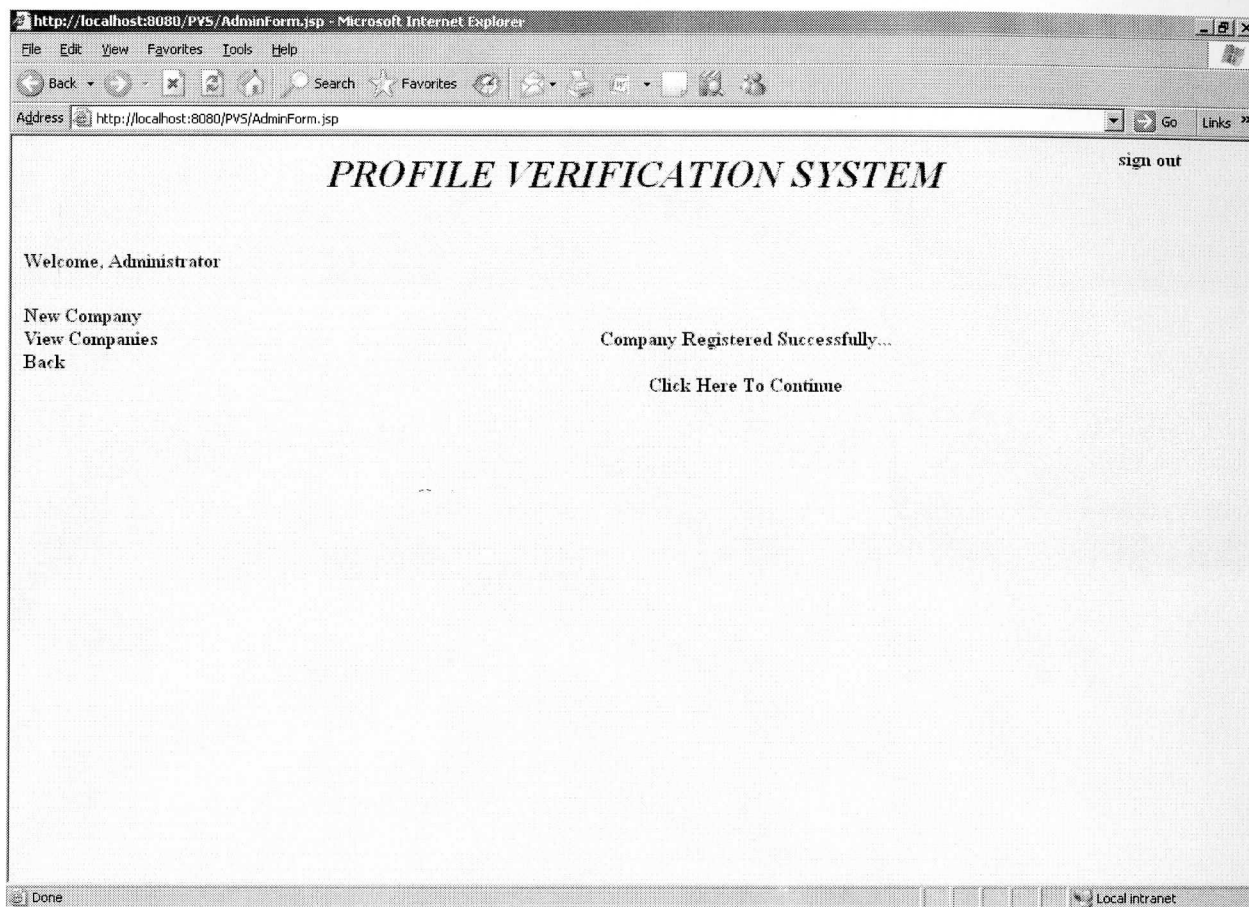 http://localhost:8080/PVS/AdminForm.jsp - Microsoft Internet Explorer
File Edit View Favorites Tools Help
Back Search Favorites
Address http://localhost:8080/PVS/AdminForm.jsp Go Links »
sign out
PROFILE VERIFICATION SYSTEM
Welcome, Administrator
New Company
View Companies
Back
Company Registered Successfully...
Click Here To Continue
Done Local intranet